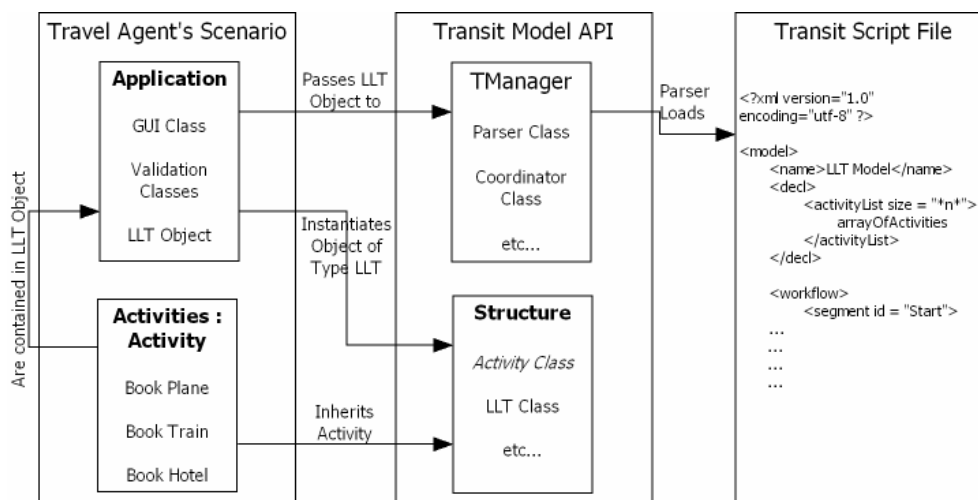 Travel Agent's Scenario
Application
GUI Class
Validation
Classes
LLT Object
Activities :
Activity
Book Plane
Book Train
Book Hotel
Are contained in LLT Object
Passes LLT
Object to
Instantiates
Object of
Type LLT
Inherits
Activity
Transit Model API
TManager
Parser Class
Coordinator
Class
etc...
Structure
Activity Class
LLT Class
etc...
Parser
Loads
Transit Script File
<?xml version="1.0"
encoding="utf-8" ?>
<model>
<name>LLT Model</name>
<decl>
<activityList size = "*n*">
arrayOfActivities
</activityList>
</decl>
<workflow>
<segment id = "Start">
...
...
...
...